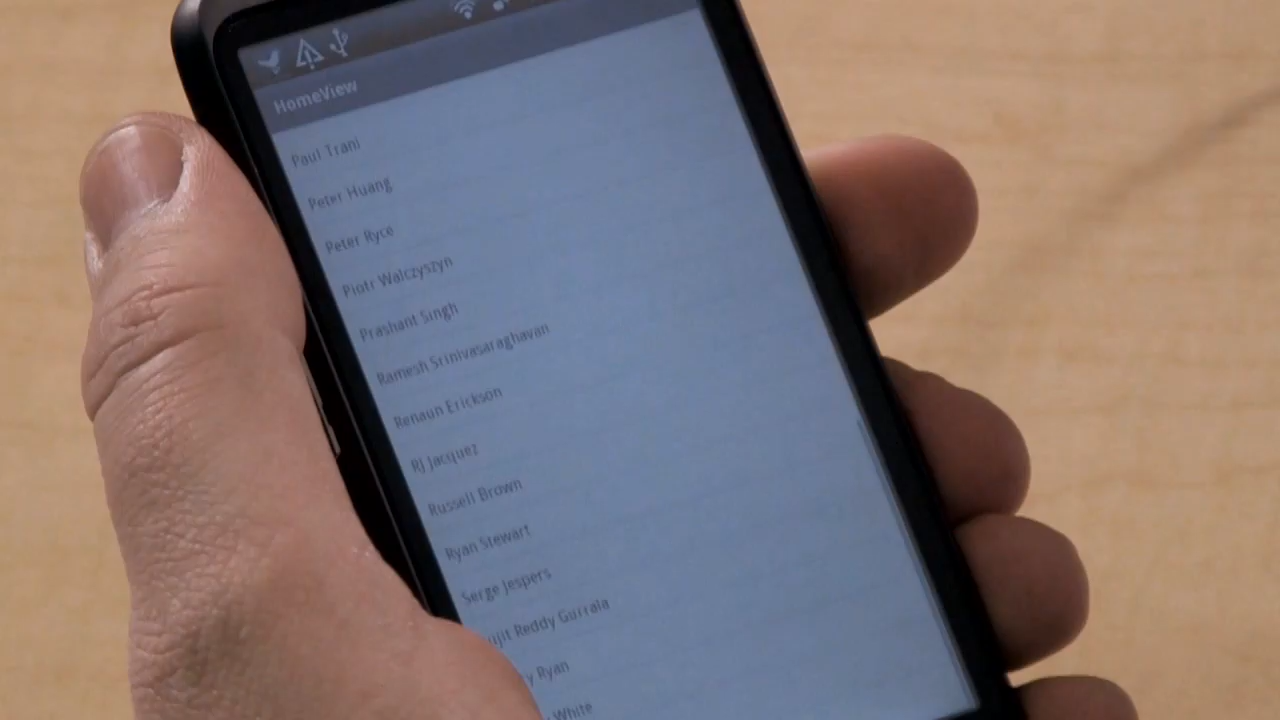 HomeView
Paul Trani
Peter Huang
Peter Ryce
Piotr Walczyszyn
Prashant Singh
Ramesh Srinivasaraghavan
Renaun Erickson
RJ Jacquez
Russell Brown
Ryan Stewart
Serge Jespers
Reddy Gurrala
Ryan
White